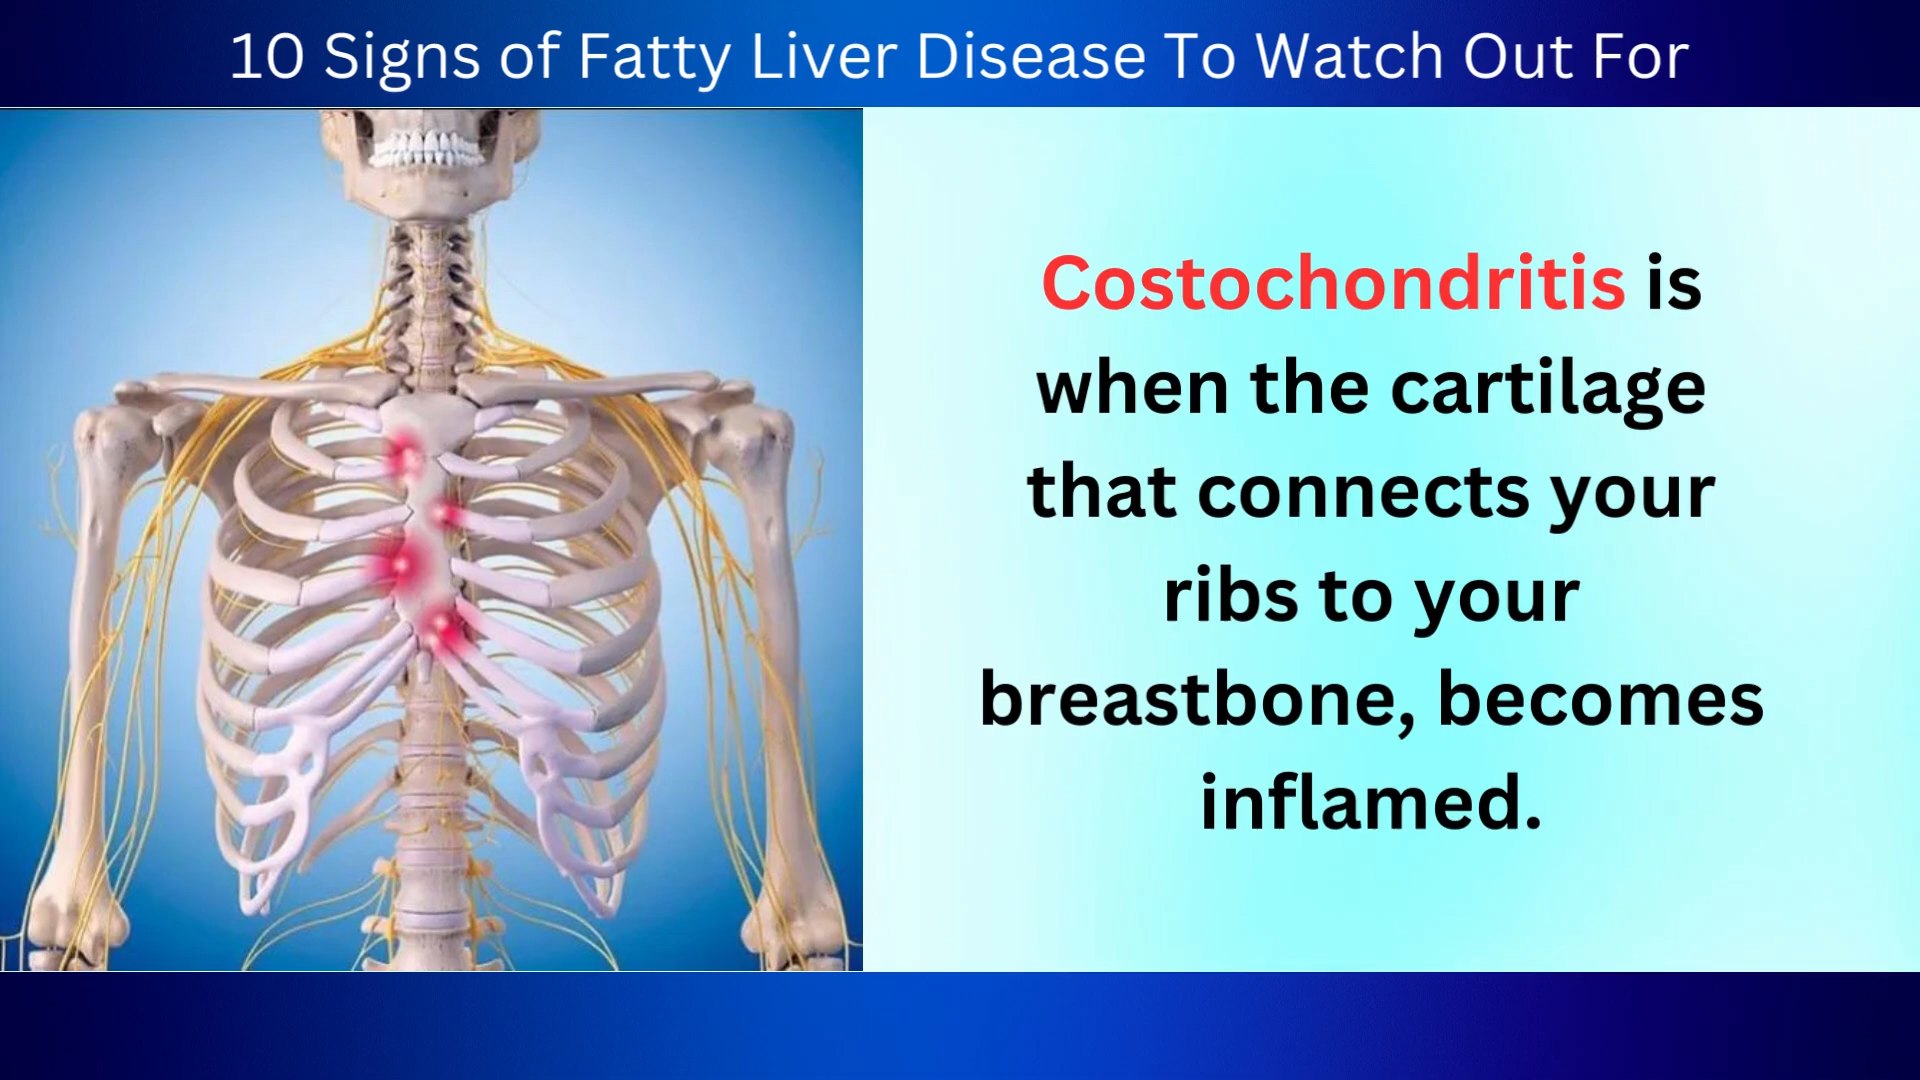 10 Signs of Fatty Liver Disease To Watch Out For
Costochondritis is
when the cartilage
that connects your
ribs to your
breastbone, becomes
inflamed.